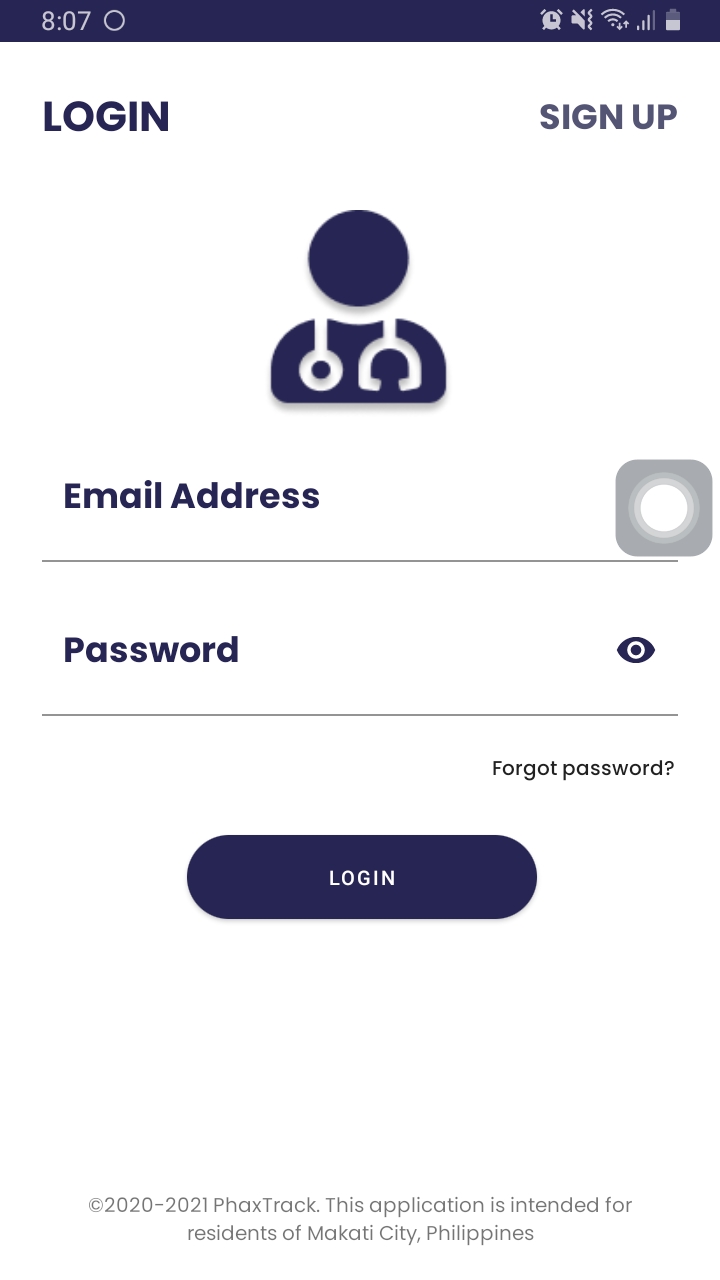 8:07
LOGIN
SIGN UP
Email Address
Password
Forgot password?
LOGIN
©2020-2021 PhaxTrack. This application is intended for
residents of Makati City, Philippines